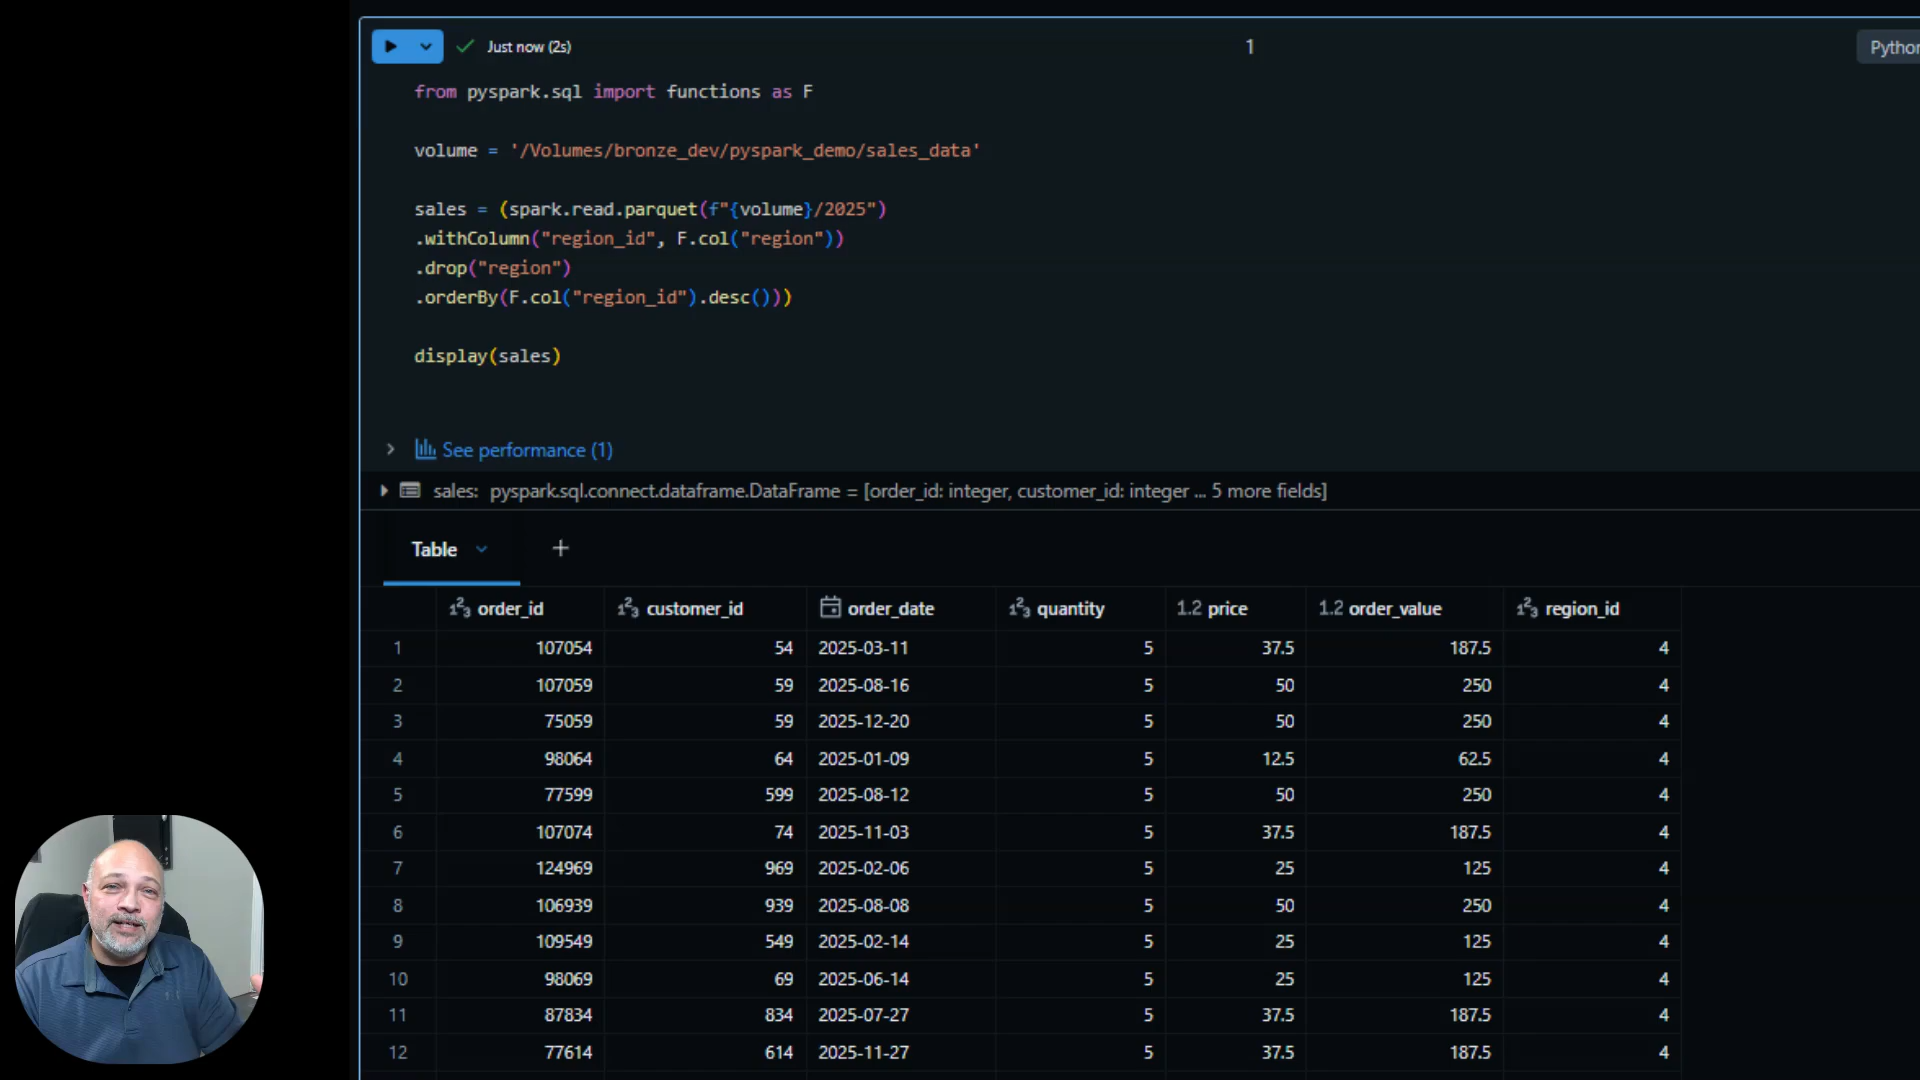 Just now (2s)
1
Python
from pyspark.sql import functions as F
volume = '/Volumes/bronze_dev/pyspark_demo/sales_data'
sales = (spark.read.parquet(f"{volume}/2025")
.withColumn("region_id", F.col("region"))
.drop("region")
.orderBy(F.col("region_id").desc()))
display(sales)
See performance (1)
sales: pyspark.sql.connect.dataframe.DataFrame = [order_id: integer, customer_id: integer ... 5 more fields]
Table +
1²₃ order_id 1²₃ customer_id order_date 1²₃ quantity 1.2 price 1.2 order_value 1²₃ region_id
1 107054 54 2025-03-11 5 37.5 187.5 4
2 107059 59 2025-08-16 5 50 250 4
3 75059 59 2025-12-20 5 50 250 4
4 98064 64 2025-01-09 5 12.5 62.5 4
5 77599 599 2025-08-12 5 50 250 4
6 107074 74 2025-11-03 5 37.5 187.5 4
7 124969 969 2025-02-06 5 25 125 4
8 106939 939 2025-08-08 5 50 250 4
9 109549 549 2025-02-14 5 25 125 4
10 98069 69 2025-06-14 5 25 125 4
11 87834 834 2025-07-27 5 37.5 187.5 4
12 77614 614 2025-11-27 5 37.5 187.5 4